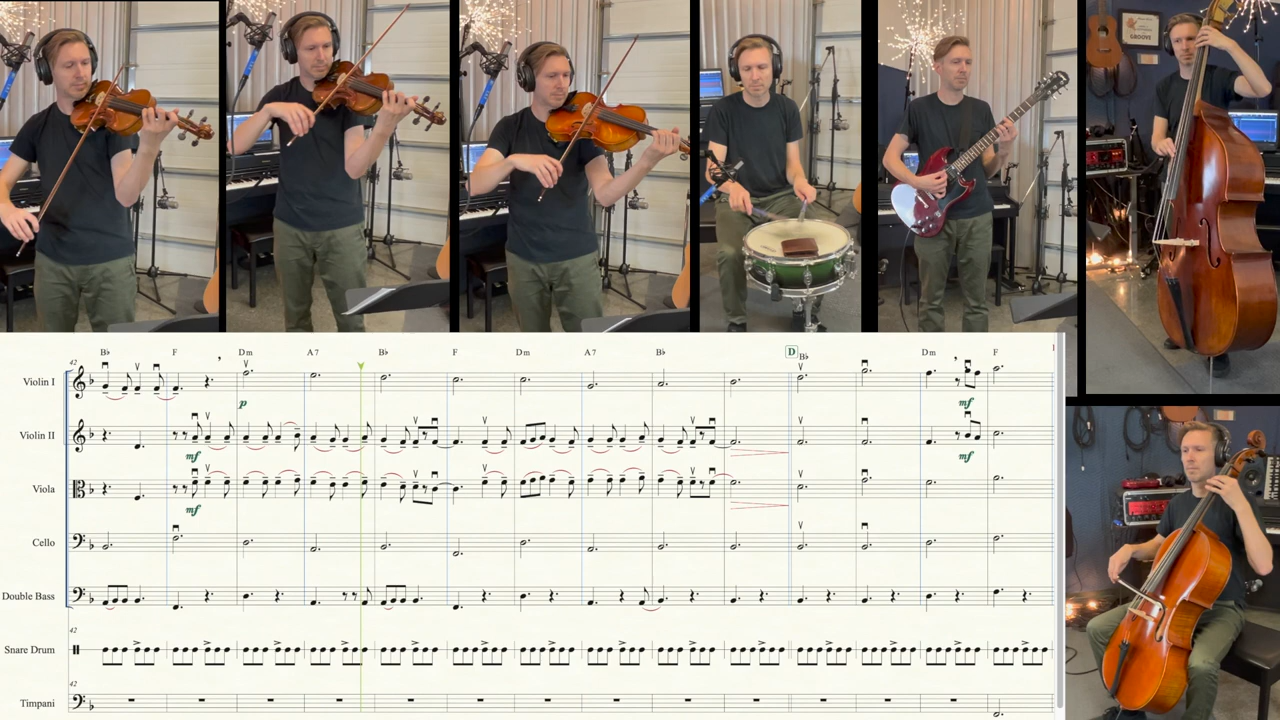 GROOVE
B♭ F Dm A7 B♭ F Dm A7 B♭ D B♭ Dm F
42
Violin I
p
mf
Violin II
mf
mf
Viola
mf
Cello
Double Bass
42
Snare Drum
42
Timpani